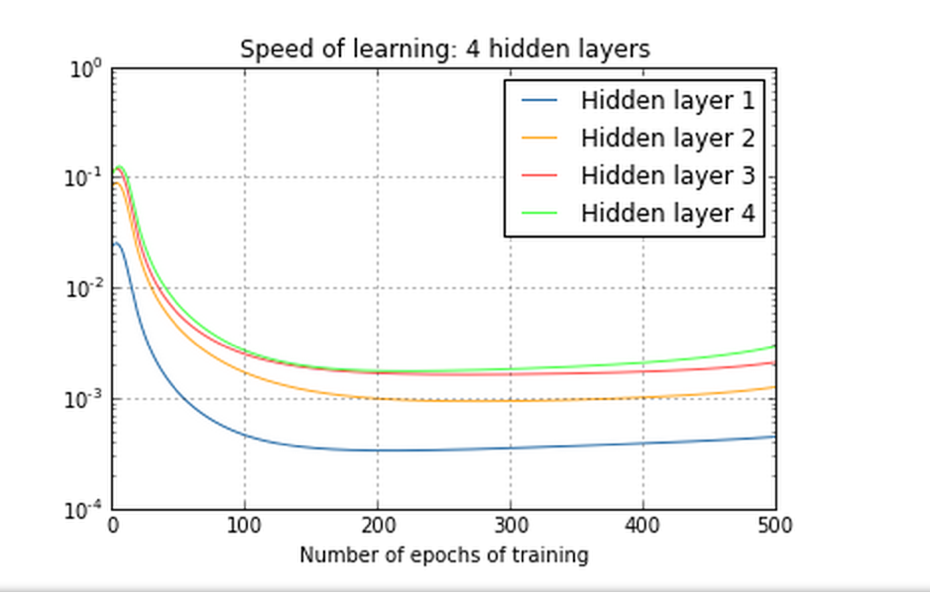 Speed of learning: 4 hidden layers
10⁰
10⁻¹
10⁻²
10⁻³
10⁻⁴
Hidden layer 1
Hidden layer 2
Hidden layer 3
Hidden layer 4
0 100 200 300 400 500
Number of epochs of training